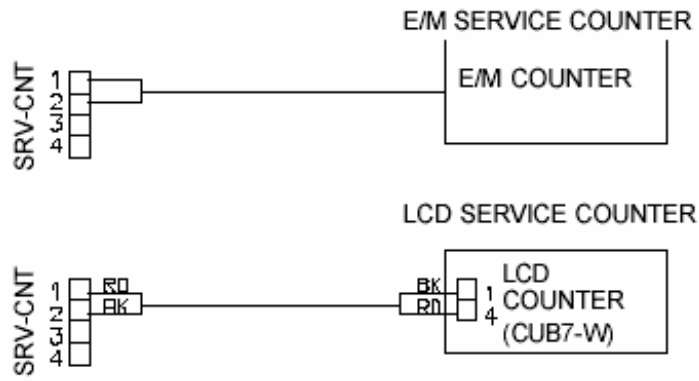 E/M SERVICE COUNTER
SRV-CNT
1
2
3
4
E/M COUNTER
LCD SERVICE COUNTER
SRV-CNT
1
2
3
4
RD
BK
BK
RD
1
4
LCD
COUNTER
(CUB7-W)